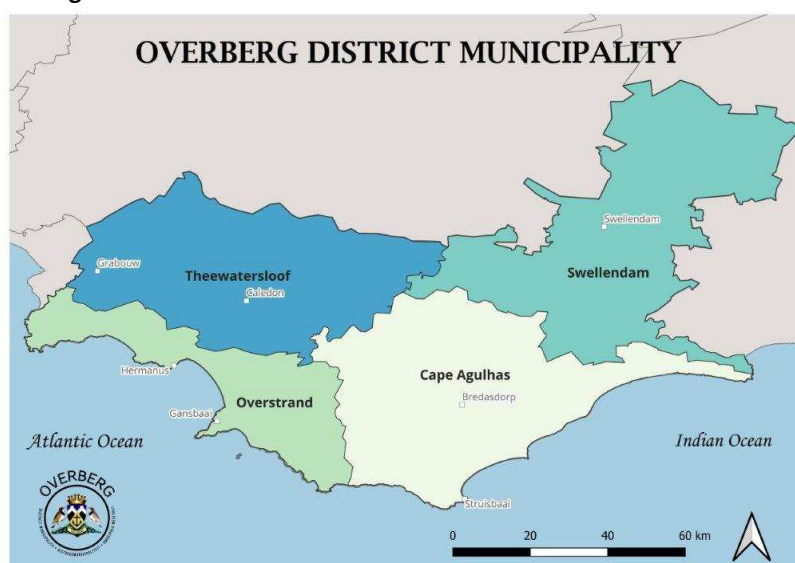 OVERBERG DISTRICT MUNICIPALITY
Swellendam
Grabouw
Theewatersloof
Swellendam
Caledon
Hermanus
Cape Agulhas
Overstrand
Bredasdorp
Gansbaai
Atlantic Ocean
Indian Ocean
OVERBERG
Struisbaai
0 20 40 60 km